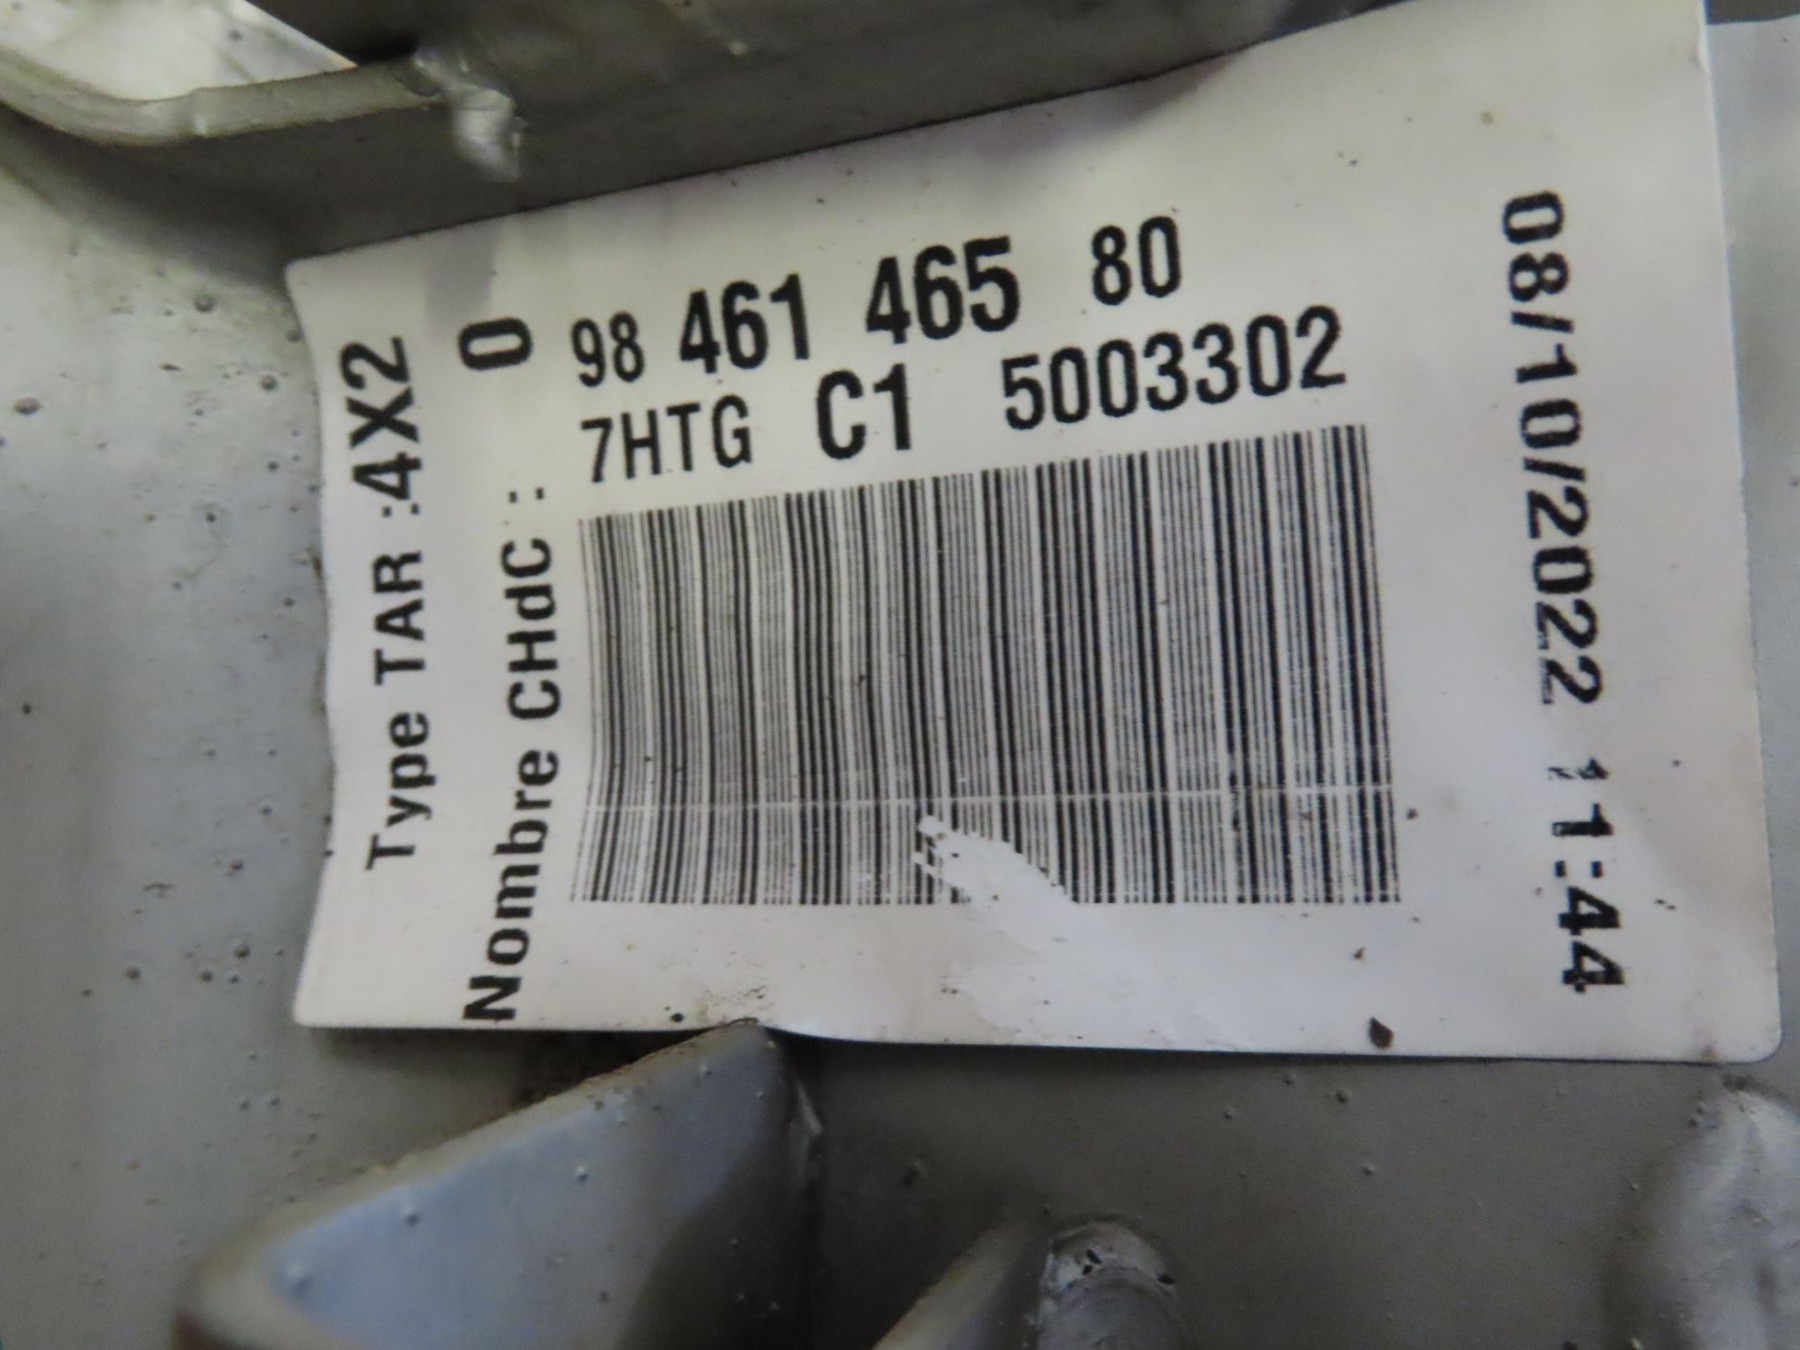 98 461 465 80
7HTG C1 5003302
Type TAR :4X2
Nombre CHdC : 0
08/10/2022 11:44